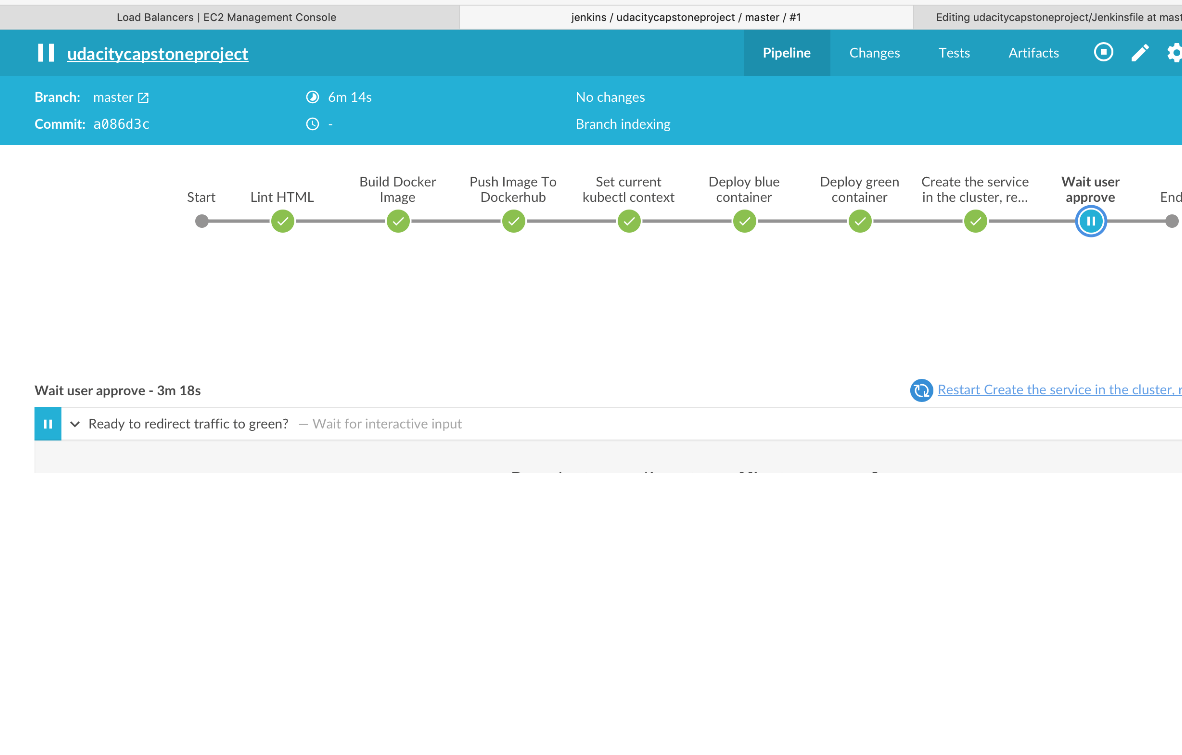 Load Balancers | EC2 Management Console
jenkins / udacitycapstoneproject / master / #1
Editing udacitycapstoneproject/Jenkinsfile at mast
udacitycapstoneproject
Pipeline
Changes
Tests
Artifacts
Branch: master
6m 14s
No changes
Commit: a086d3c
-
Branch indexing
Start
Lint HTML
Build Docker
Image
Push Image To
Dockerhub
Set current
kubectl context
Deploy blue
container
Deploy green
container
Create the service
in the cluster, re...
Wait user
approve
End
Wait user approve - 3m 18s
Restart Create the service in the cluster, r
Ready to redirect traffic to green? — Wait for interactive input